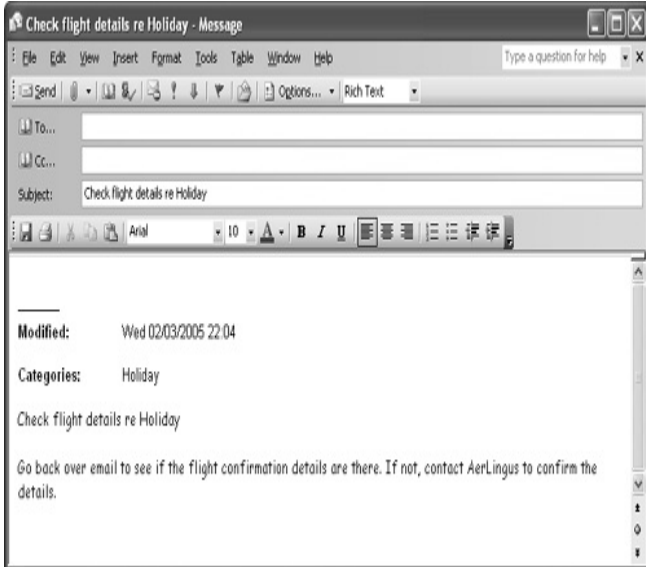 Check flight details re Holiday - Message
File Edit View Insert Format Tools Table Window Help Type a question for help
Send Options... Rich Text
To...
Cc...
Subject: Check flight details re Holiday
Arial 10 A B I U
Modified: Wed 02/03/2005 22:04
Categories: Holiday
Check flight details re Holiday
Go back over email to see if the flight confirmation details are there. If not, contact AerLingus to confirm the
details.